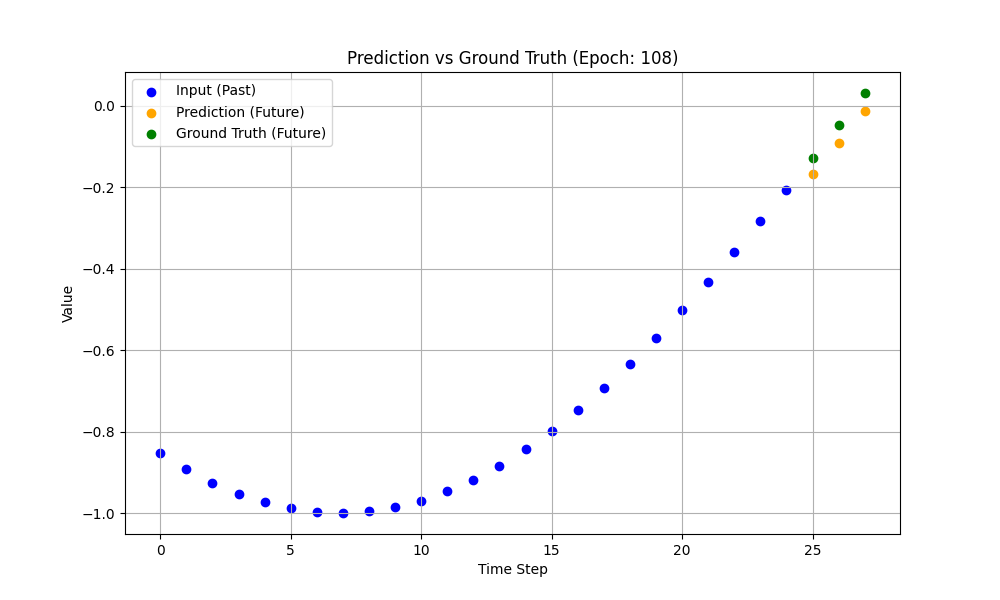 Prediction vs Ground Truth (Epoch: 108)
Input (Past)
Prediction (Future)
Ground Truth (Future)
0.0
−0.2
−0.4
−0.6
−0.8
−1.0
Value
0 5 10 15 20 25
Time Step